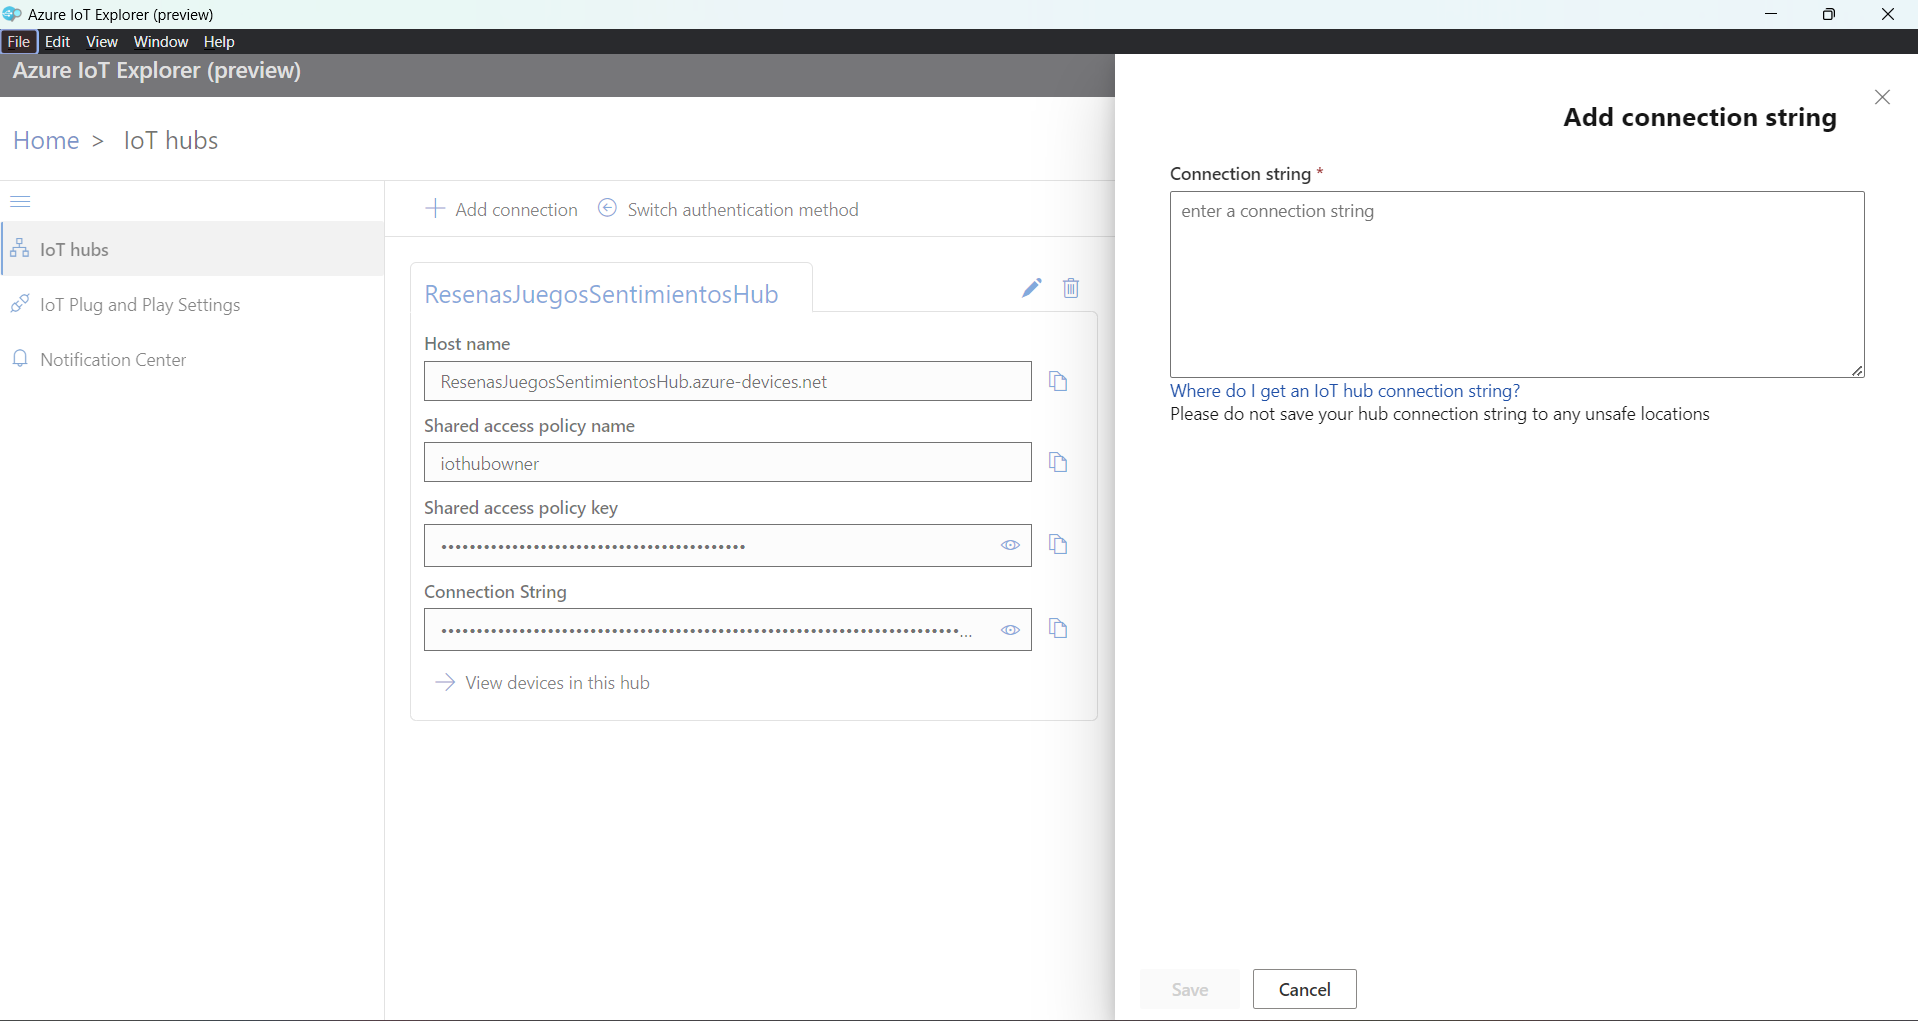 Azure IoT Explorer (preview)
File Edit View Window Help
Azure IoT Explorer (preview)
Home > IoT hubs
IoT hubs
IoT Plug and Play Settings
Notification Center
Add connection
Switch authentication method
ResenasJuegosSentimientosHub
Host name
ResenasJuegosSentimientosHub.azure-devices.net
Shared access policy name
iothubowner
Shared access policy key
Connection String
View devices in this hub
Add connection string
Connection string *
enter a connection string
Where do I get an IoT hub connection string?
Please do not save your hub connection string to any unsafe locations
Save
Cancel